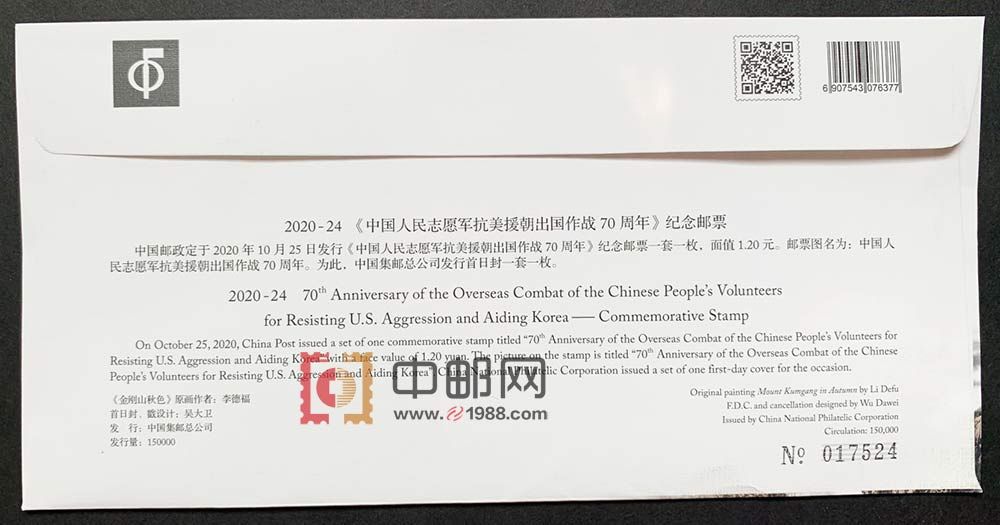 6 907543 076377
2020-24 《中国人民志愿军抗美援朝出国作战 70 周年》纪念邮票
中国邮政定于 2020 年 10 月 25 日发行《中国人民志愿军抗美援朝出国作战 70 周年》纪念邮票一套一枚，面值 1.20 元。邮票图名为：中国人
民志愿军抗美援朝出国作战 70 周年。为此，中国集邮总公司发行首日封一套一枚。
2020-24 70th Anniversary of the Overseas Combat of the Chinese People's Volunteers
for Resisting U.S. Aggression and Aiding Korea — Commemorative Stamp
On October 25, 2020, China Post issued a set of one commemorative stamp titled "70th Anniversary of the Overseas Combat of the Chinese People's Volunteers for
Resisting U.S. Aggression and Aiding Korea" with a face value of 1.20 yuan. The picture on the stamp is titled "70th Anniversary of the Overseas Combat of the Chinese
People's Volunteers for Resisting U.S. Aggression and Aiding Korea". China National Philatelic Corporation issued a set of one first-day cover for the occasion.
中邮网
www.e1988.com
《金刚山秋色》原画作者：李德福
首日封、戳设计：吴大卫
发 行：中国集邮总公司
发行量：150000
Original painting Mount Kumgang in Autumn by Li Defu
F.D.C. and cancellation designed by Wu Dawei
Issued by China National Philatelic Corporation
Circulation: 150,000
No 017524